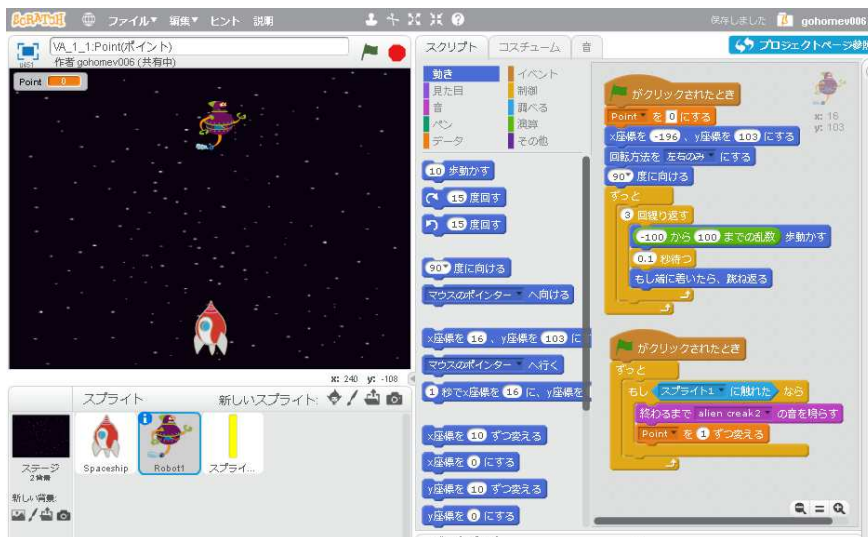 SCRATCH ファイル▼ 編集▼ ヒント 説明 保存しました gohomev006
VA_1_1:Point(ポイント)
作者 gohomev006 (共有中)
スクリプト コスチューム 音
プロジェクトページ参照
Point 0
動き イベント
見た目 制御
音 調べる
ペン 演算
データ その他
10 歩動かす
15 度回す
15 度回す
90▼ 度に向ける
マウスのポインター へ向ける
x座標を 16 、y座標を 103 に
マウスのポインター へ行く
1 秒でx座標を 16 に、y座標を
x座標を 10 ずつ変える
x座標を 0 にする
y座標を 10 ずつ変える
y座標を 0 にする
がクリックされたとき
Point を 0 にする
x座標を -196 、y座標を 103 にする
回転方法を 左右のみ にする
90▼ 度に向ける
ずっと
3 回繰り返す
-100 から 100 までの乱数 歩動かす
0.1 秒待つ
もし端に着いたら、跳ね返る
x: 16
y: 103
がクリックされたとき
ずっと
もし スプライト1 に触れた なら
終わるまで alien creak2 の音を鳴らす
Point を 1 ずつ変える
x: 240 y: -108
スプライト 新しいスプライト:
ステージ
2背景
新しい背景:
Spaceship Robot1 スプライ...